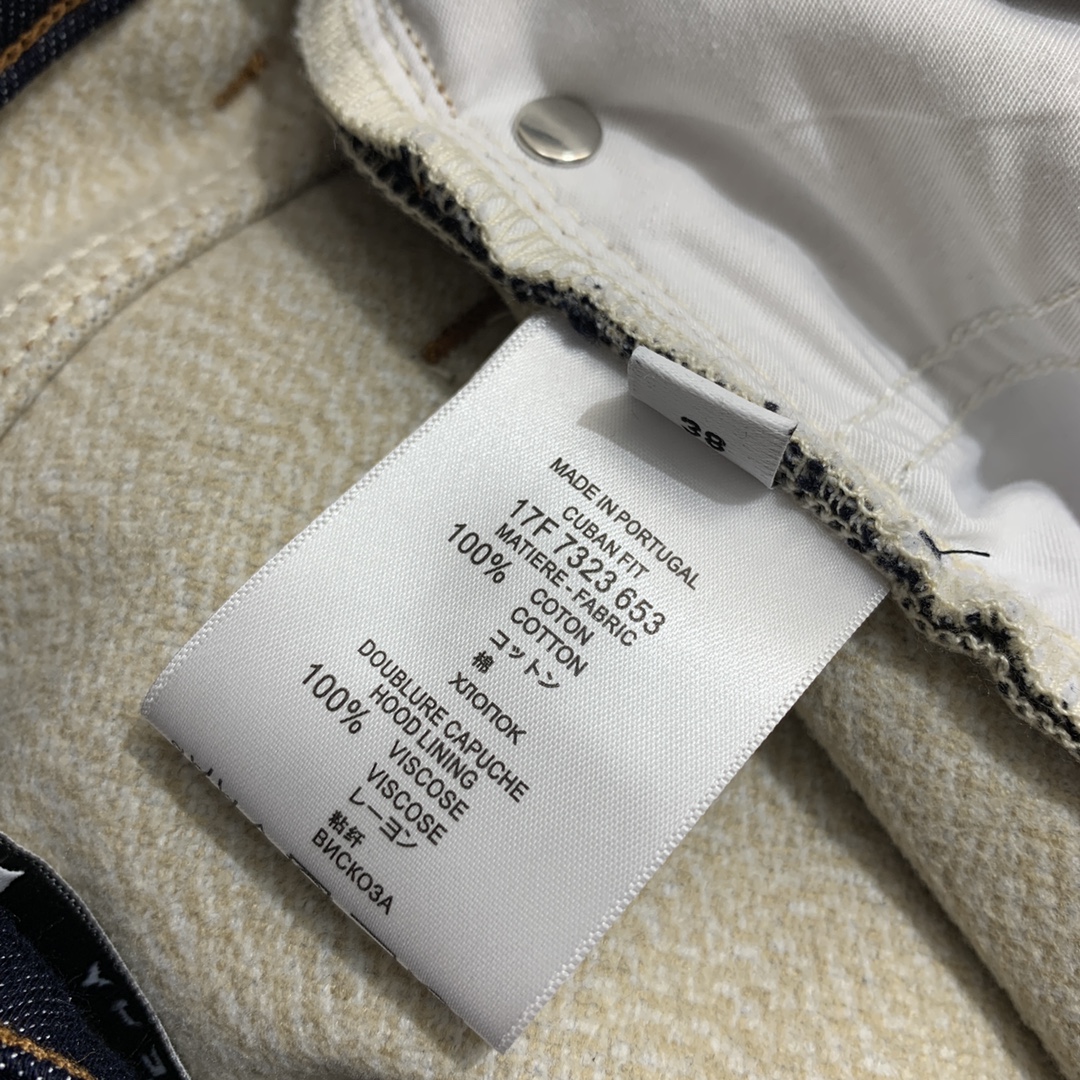 38
MADE IN PORTUGAL
CUBAN FIT
17F 7323 653
MATIERE - FABRIC
100% COTON
COTTON
コットン
棉
ХЛОПОК
DOUBLURE CAPUCHE
HOOD LINING
100% VISCOSE
VISCOSE
レーヨン
粘纤
ВИСКОЗА